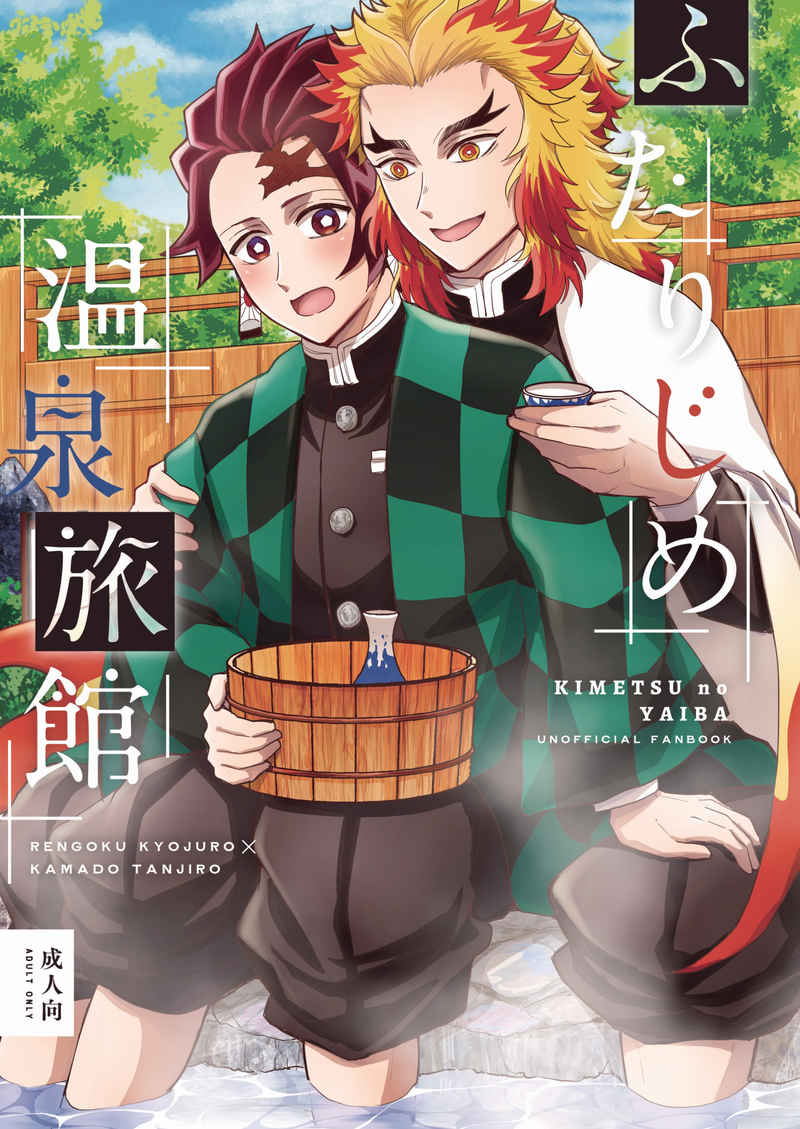 ふたりじめ
温泉旅館
KIMETSU no
YAIBA
UNOFFICIAL FANBOOK
RENGOKU KYOJURO×
KAMADO TANJIRO
成人向
ADULT ONLY